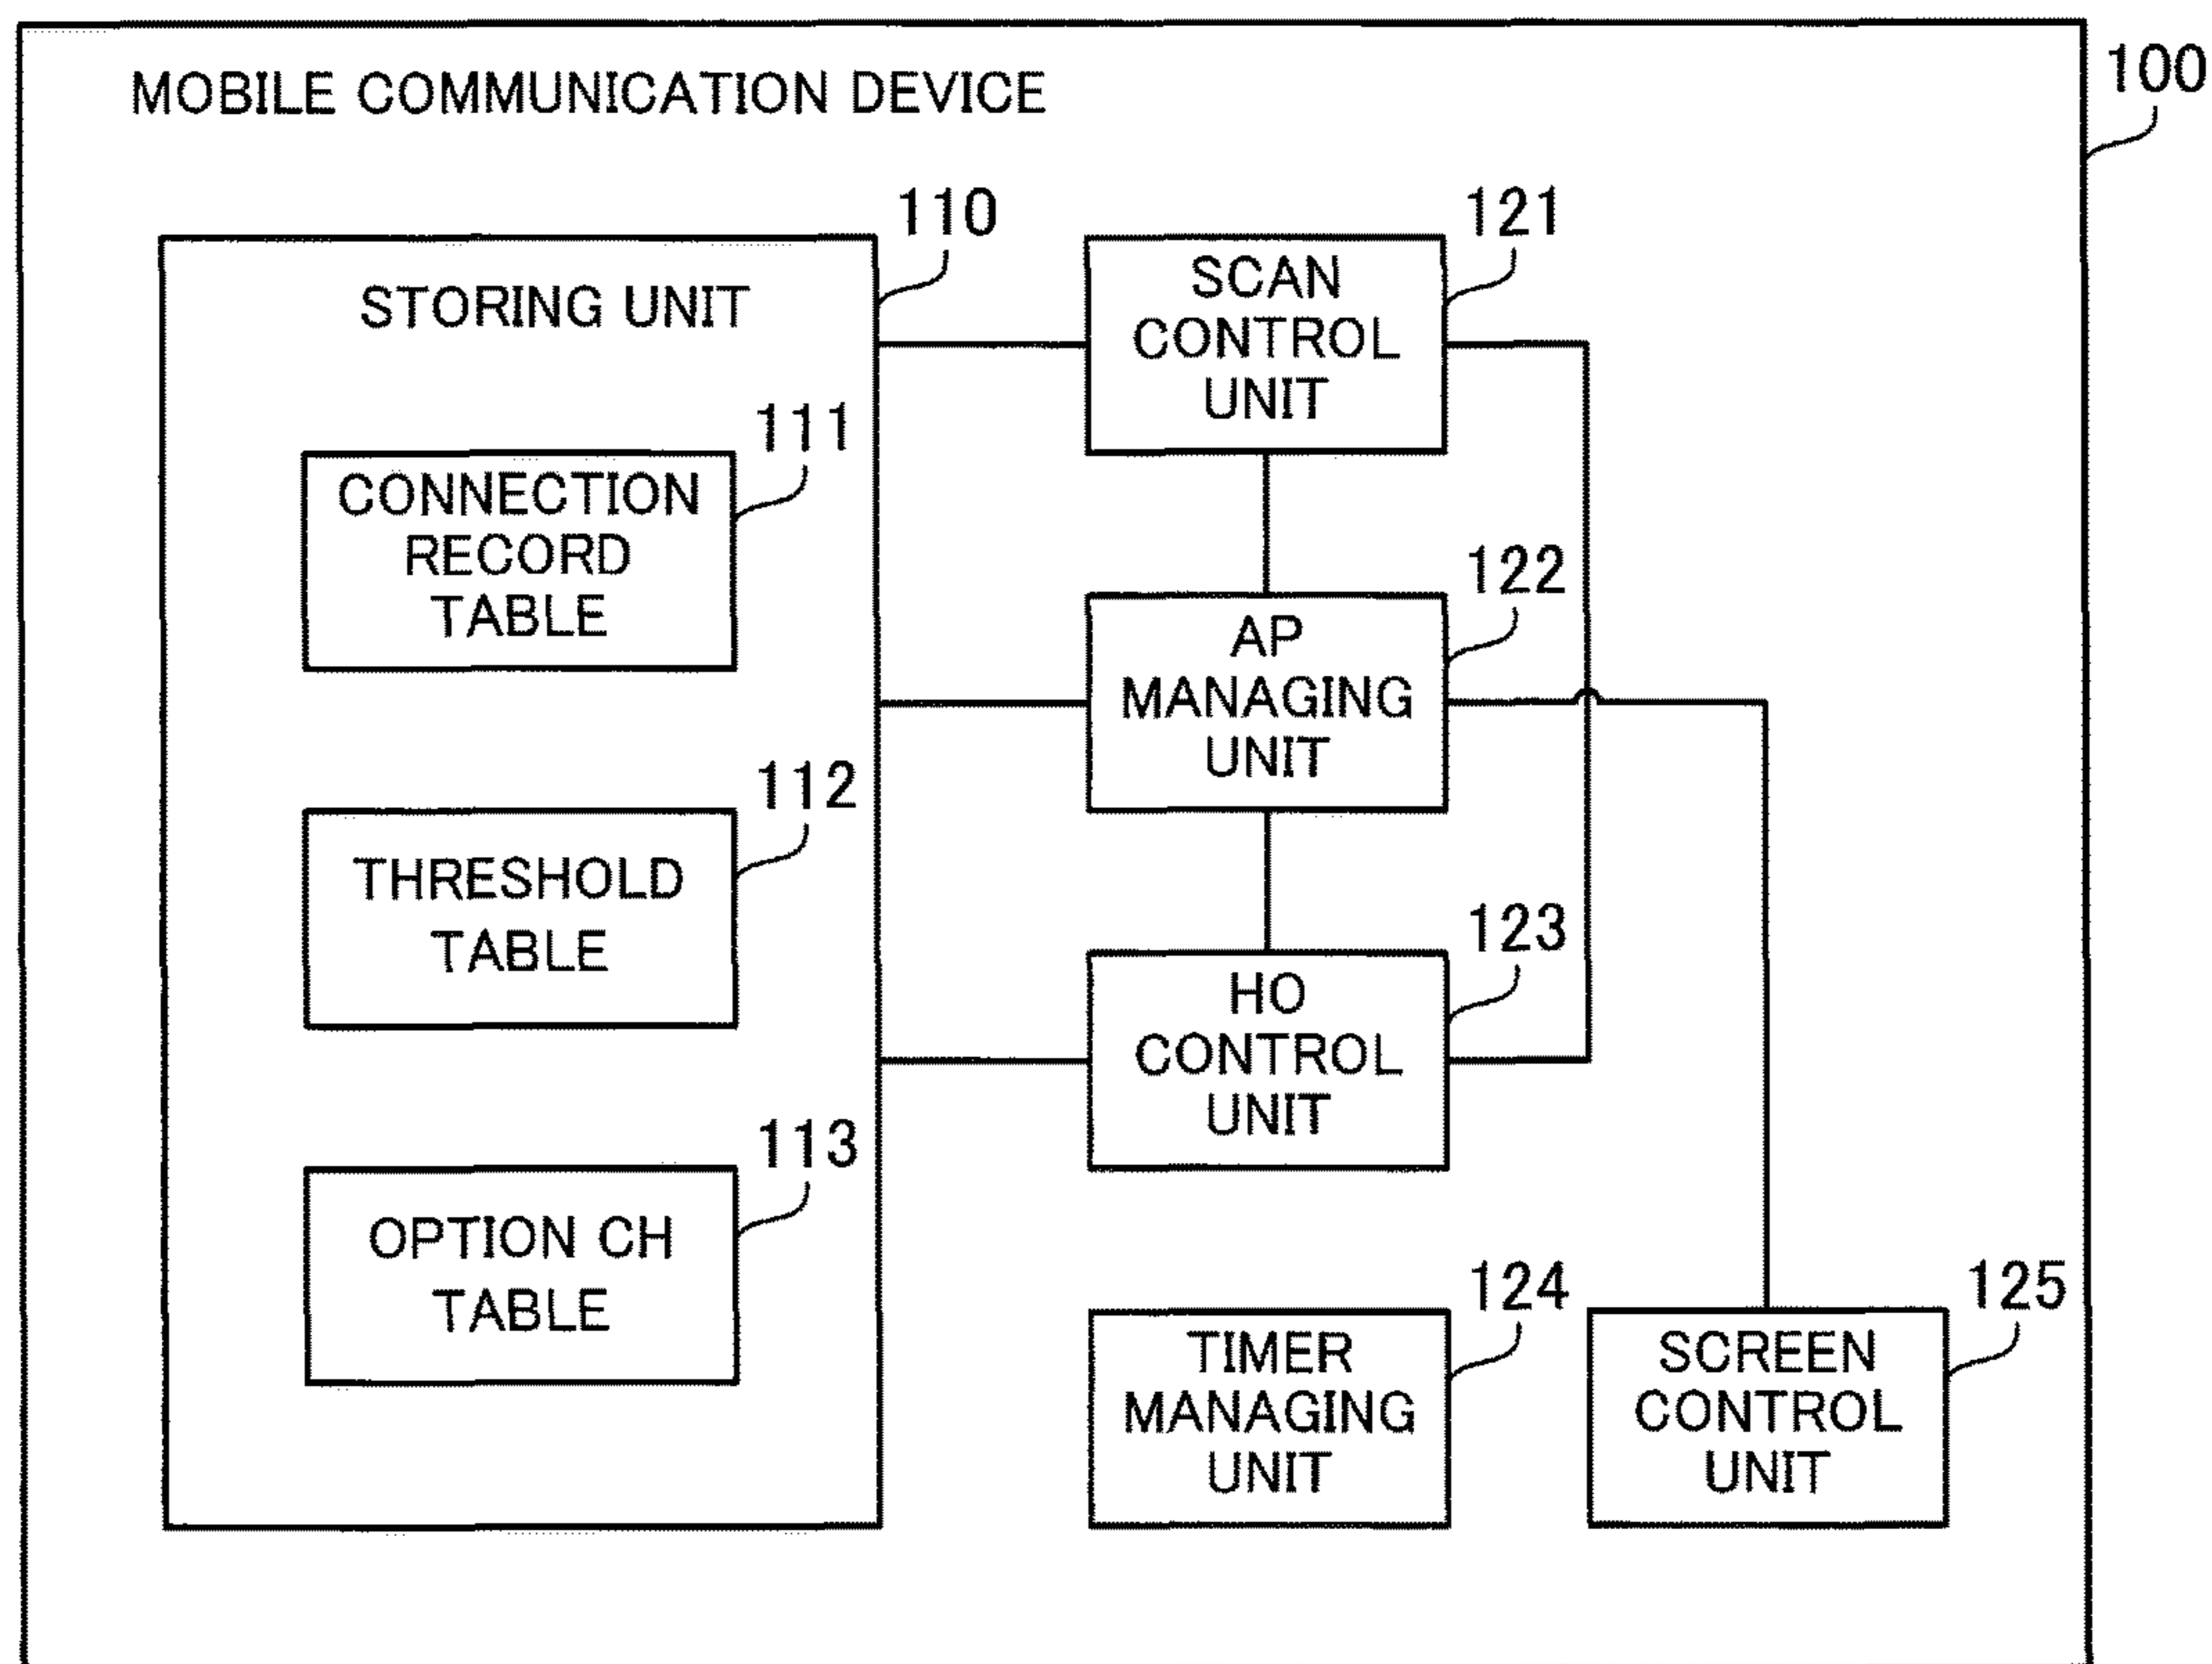 MOBILE COMMUNICATION DEVICE
100
STORING UNIT
110
CONNECTION
RECORD
TABLE
111
THRESHOLD
TABLE
112
OPTION CH
TABLE
113
SCAN
CONTROL
UNIT
121
AP
MANAGING
UNIT
122
HO
CONTROL
UNIT
123
TIMER
MANAGING
UNIT
124
SCREEN
CONTROL
UNIT
125